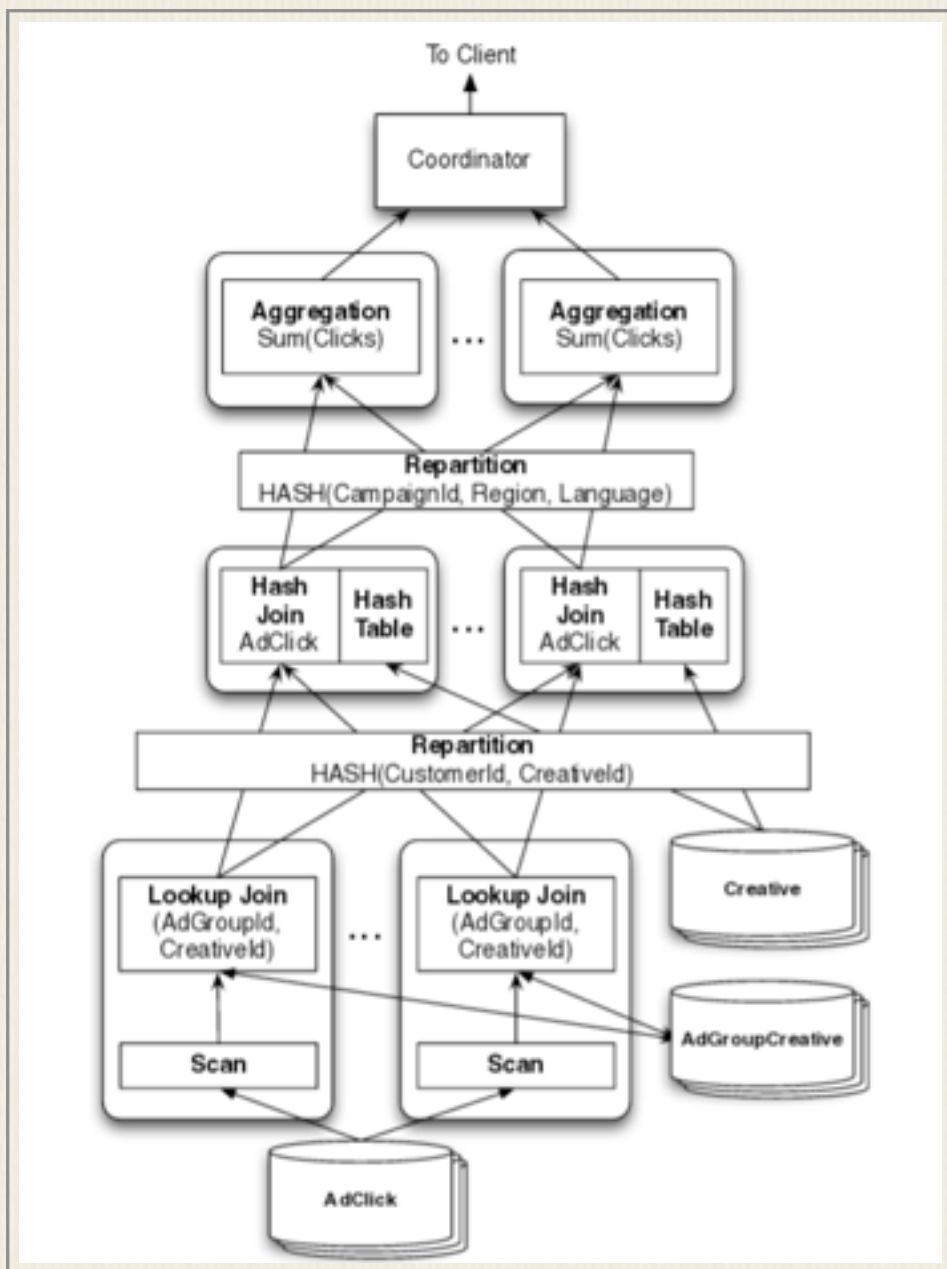 To Client
Coordinator
Aggregation
Sum(Clicks)
...
Aggregation
Sum(Clicks)
Repartition
HASH(CampaignId, Region, Language)
Hash
Join
AdClick
Hash
Table
...
Hash
Join
AdClick
Hash
Table
Repartition
HASH(CustomerId, CreativeId)
Lookup Join
(AdGroupId,
CreativeId)
...
Lookup Join
(AdGroupId,
CreativeId)
Creative
AdGroupCreative
Scan
Scan
AdClick